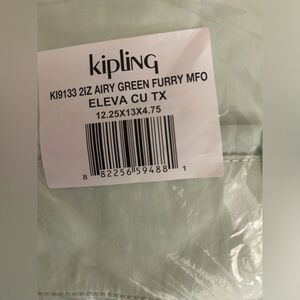 kipling
KI9133 2IZ AIRY GREEN FURRY MFO
ELEVA CU TX
12.25X13X4.75
8 82256 59488 1